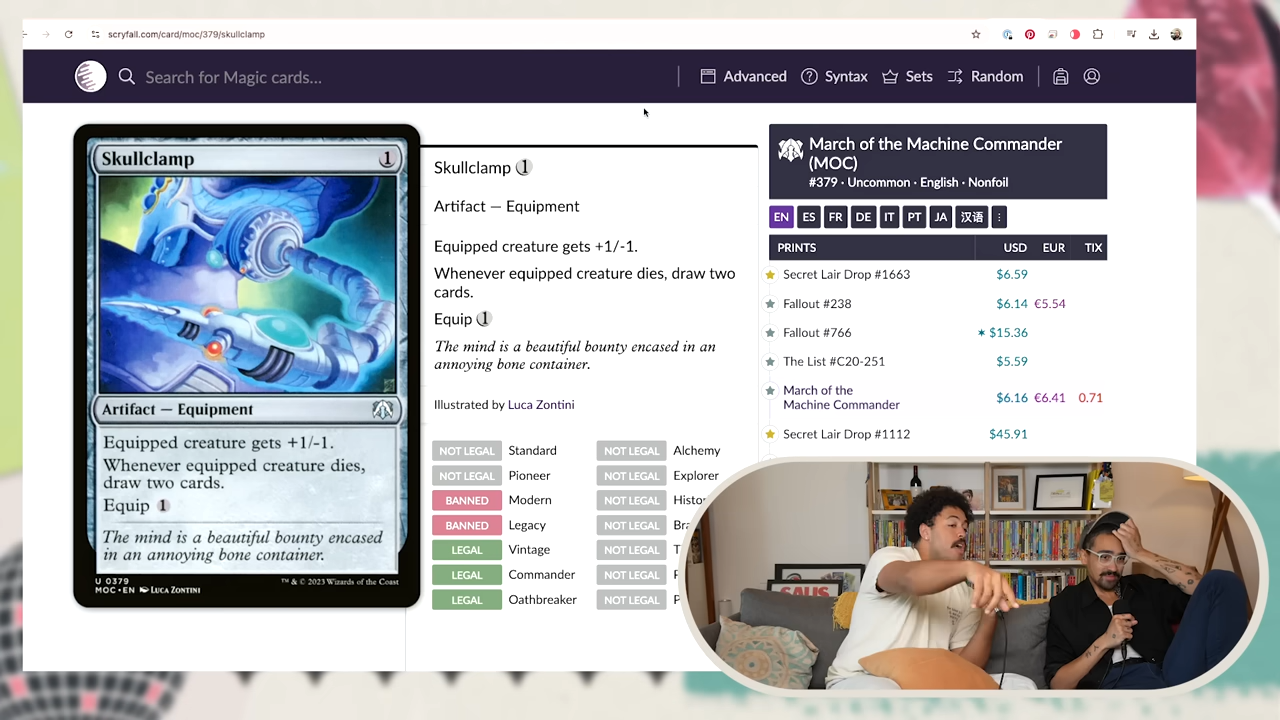 scryfall.com/card/moc/379/skullclamp
Search for Magic cards...
Advanced
Syntax
Sets
Random
Skullclamp 1
Artifact — Equipment
Equipped creature gets +1/-1.
Whenever equipped creature dies,
draw two cards.
Equip 1
The mind is a beautiful bounty encased
in an annoying bone container.
U 0379
MOC • EN LUCA ZONTINI
™ & © 2023 Wizards of the Coast
Skullclamp 1
Artifact — Equipment
Equipped creature gets +1/-1.
Whenever equipped creature dies, draw two
cards.
Equip 1
The mind is a beautiful bounty encased in an
annoying bone container.
Illustrated by Luca Zontini
NOT LEGAL Standard NOT LEGAL Alchemy
NOT LEGAL Pioneer NOT LEGAL Explorer
BANNED Modern NOT LEGAL Histo
BANNED Legacy NOT LEGAL Bra
LEGAL Vintage NOT LEGAL T
LEGAL Commander NOT LEGAL
LEGAL Oathbreaker NOT LEGAL
March of the Machine Commander
(MOC)
#379 · Uncommon · English · Nonfoil
EN ES FR DE IT PT JA 汉语
PRINTS USD EUR TIX
Secret Lair Drop #1663 $6.59
Fallout #238 $6.14 €5.54
Fallout #766 $15.36
The List #C20-251 $5.59
March of the
Machine Commander $6.16 €6.41 0.71
Secret Lair Drop #1112 $45.91